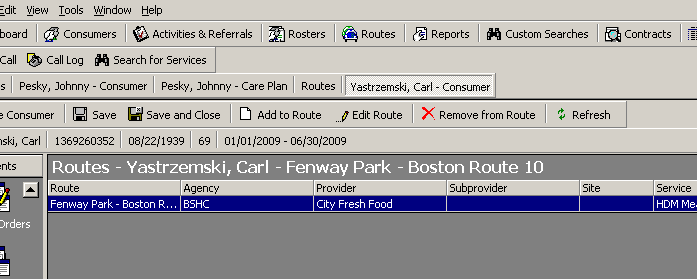 Edit View Tools Window Help
board Consumers Activities & Referrals Rosters Routes Reports Custom Searches Contracts
Call Call Log Search for Services
s Pesky, Johnny - Consumer Pesky, Johnny - Care Plan Routes Yastrzemski, Carl - Consumer
e Consumer Save Save and Close Add to Route Edit Route Remove from Route Refresh
nski, Carl 1369260352 08/22/1939 69 01/01/2009 - 06/30/2009
ents Routes - Yastrzemski, Carl - Fenway Park - Boston Route 10
Route Agency Provider Subprovider Site Service
Fenway Park - Boston R... BSHC City Fresh Food HDM Mea
Orders